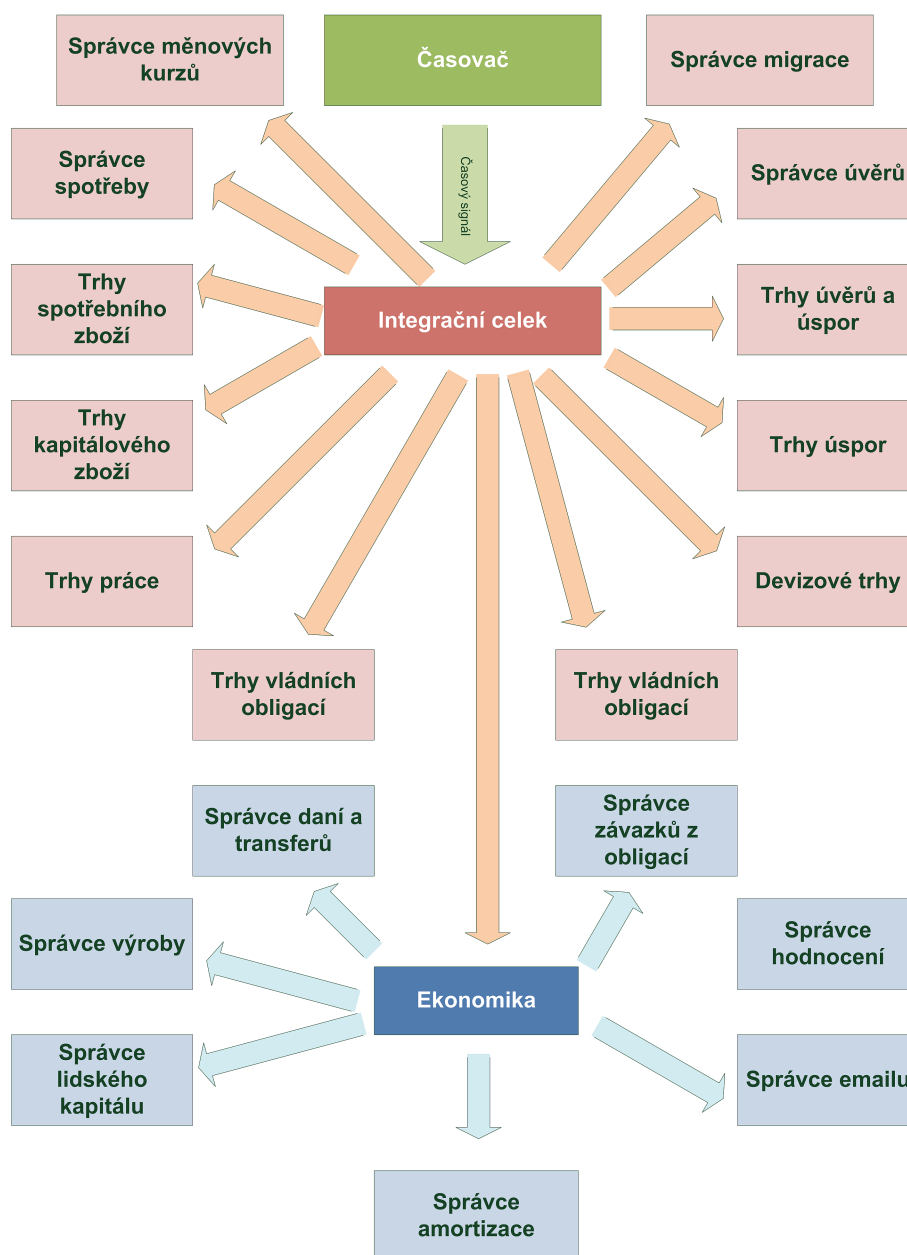 Správce měnových
kurzů
Časovač
Správce migrace
Správce
spotřeby
Časový signál
Správce úvěrů
Trhy
spotřebního
zboží
Integrační celek
Trhy úvěrů a
úspor
Trhy
kapitálového
zboží
Trhy úspor
Trhy práce
Devizové trhy
Trhy vládních
obligací
Trhy vládních
obligací
Správce daní a
transferů
Správce
závazků z
obligací
Správce výroby
Správce
hodnocení
Ekonomika
Správce
lidského
kapitálu
Správce emailu
Správce
amortizace